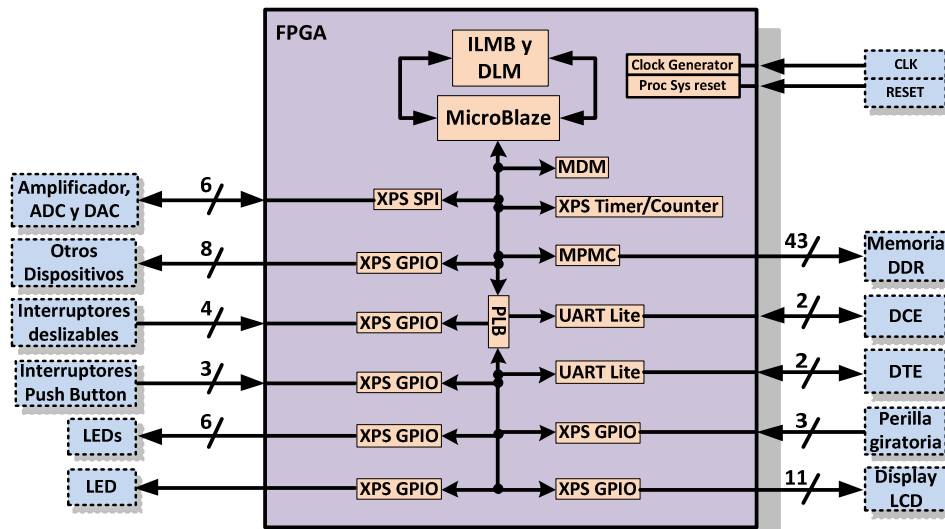 FPGA
ILMB y
DLM
MicroBlaze
Clock Generator
Proc Sys reset
CLK
RESET
MDM
Amplificador,
ADC y DAC
6
XPS SPI
XPS Timer/Counter
Otros
Dispositivos
8
XPS GPIO
MPMC
43
Memoria
DDR
Interruptores
deslizables
4
XPS GPIO
PLB
UART Lite
2
DCE
Interruptores
Push Button
3
XPS GPIO
UART Lite
2
DTE
LEDs
6
XPS GPIO
XPS GPIO
3
Perilla
giratoria
LED
XPS GPIO
XPS GPIO
11
Display
LCD